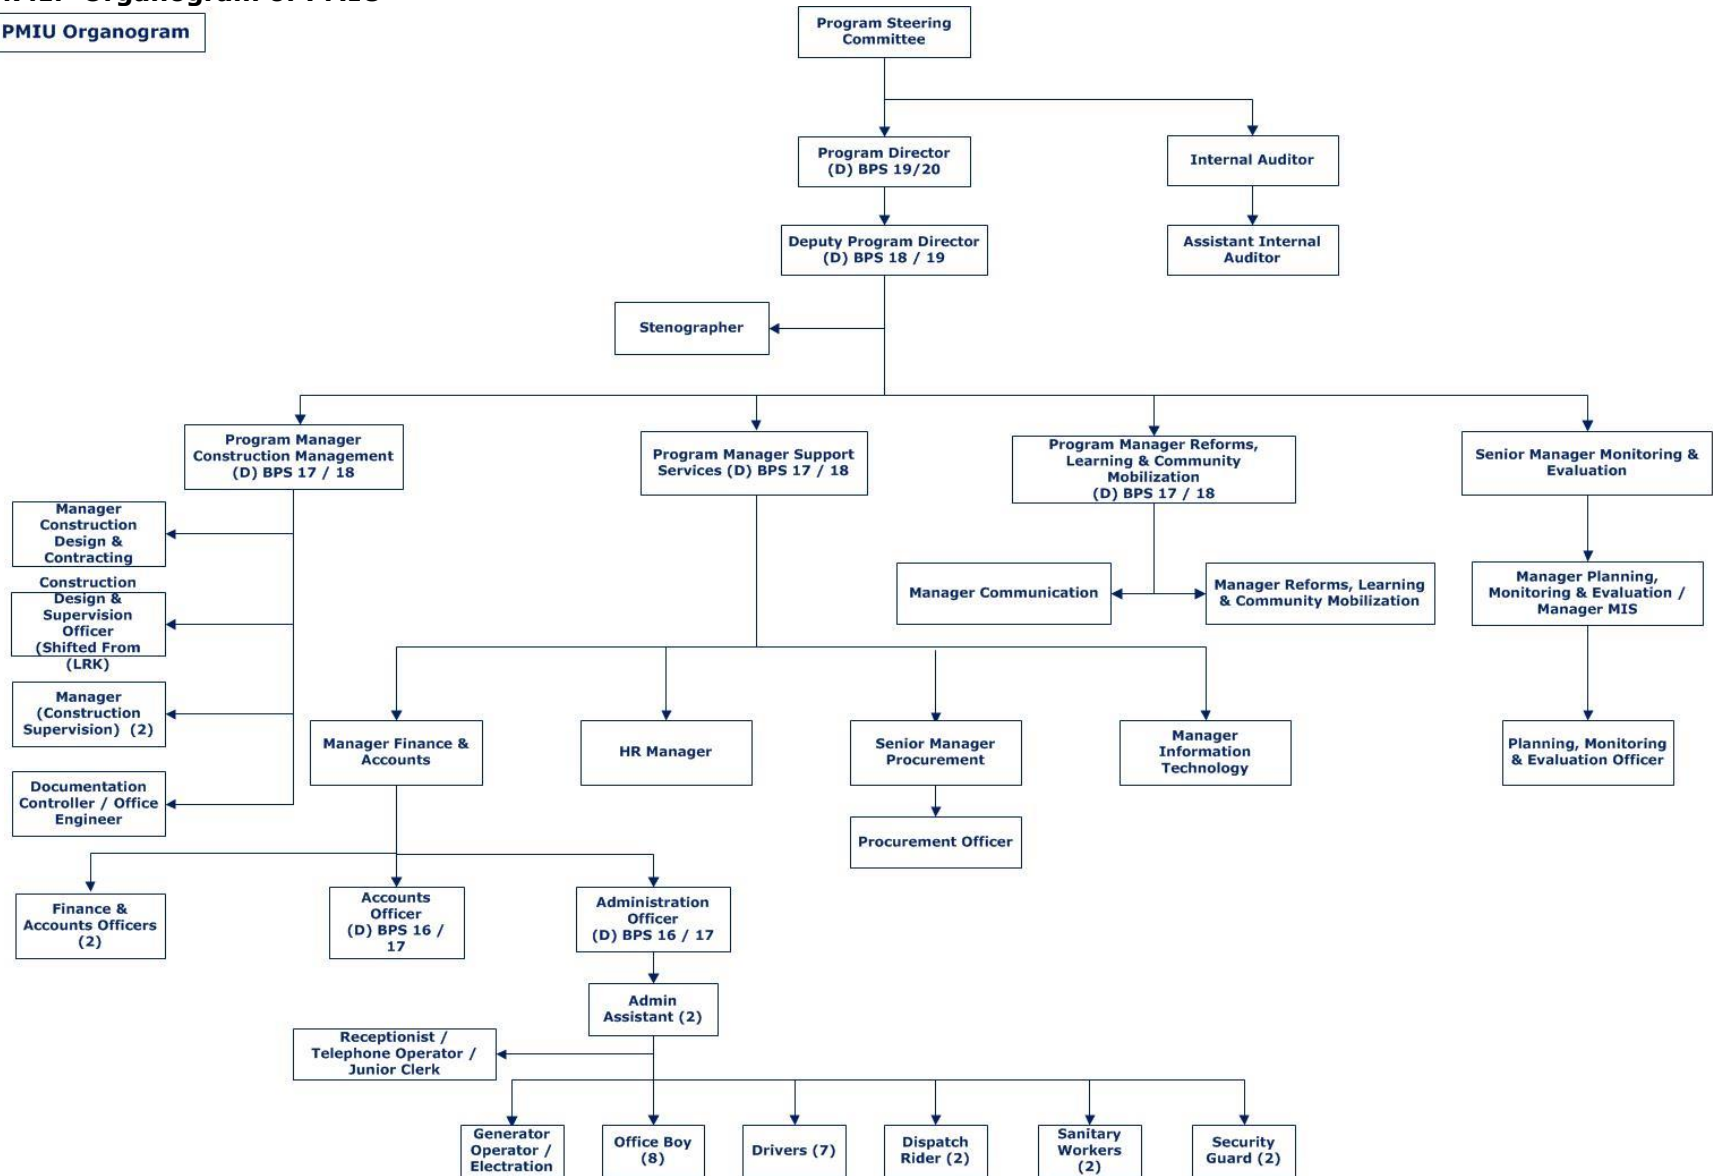 PMIU Organogram
Program Steering
Committee
Program Director
(D) BPS 19/20
Internal Auditor
Deputy Program Director
(D) BPS 18 / 19
Assistant Internal
Auditor
Stenographer
Program Manager
Construction Management
(D) BPS 17 / 18
Program Manager Support
Services (D) BPS 17 / 18
Program Manager Reforms,
Learning & Community
Mobilization
(D) BPS 17 / 18
Senior Manager Monitoring &
Evaluation
Manager
Construction
Design &
Contracting
Construction
Design &
Supervision
Officer
(Shifted From
(LRK)
Manager
(Construction
Supervision) (2)
Documentation
Controller / Office
Engineer
Manager Communication
Manager Reforms, Learning
& Community Mobilization
Manager Planning,
Monitoring & Evaluation /
Manager MIS
Manager Finance &
Accounts
HR Manager
Senior Manager
Procurement
Manager
Information
Technology
Planning, Monitoring
& Evaluation Officer
Procurement Officer
Finance &
Accounts Officers
(2)
Accounts
Officer
(D) BPS 16 /
17
Administration
Officer
(D) BPS 16 / 17
Admin
Assistant (2)
Receptionist /
Telephone Operator /
Junior Clerk
Generator
Operator /
Electration
Office Boy
(8)
Drivers (7)
Dispatch
Rider (2)
Sanitary
Workers
(2)
Security
Guard (2)